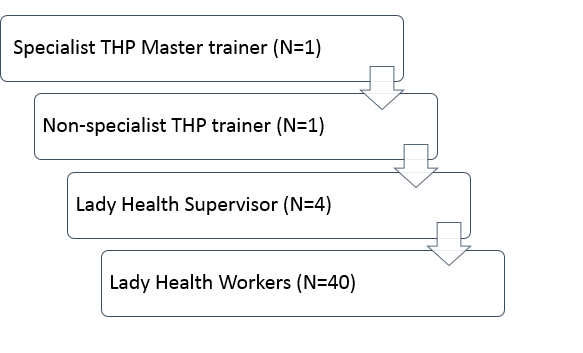 Specialist THP Master trainer (N=1)
Non-specialist THP trainer (N=1)
Lady Health Supervisor (N=4)
Lady Health Workers (N=40)